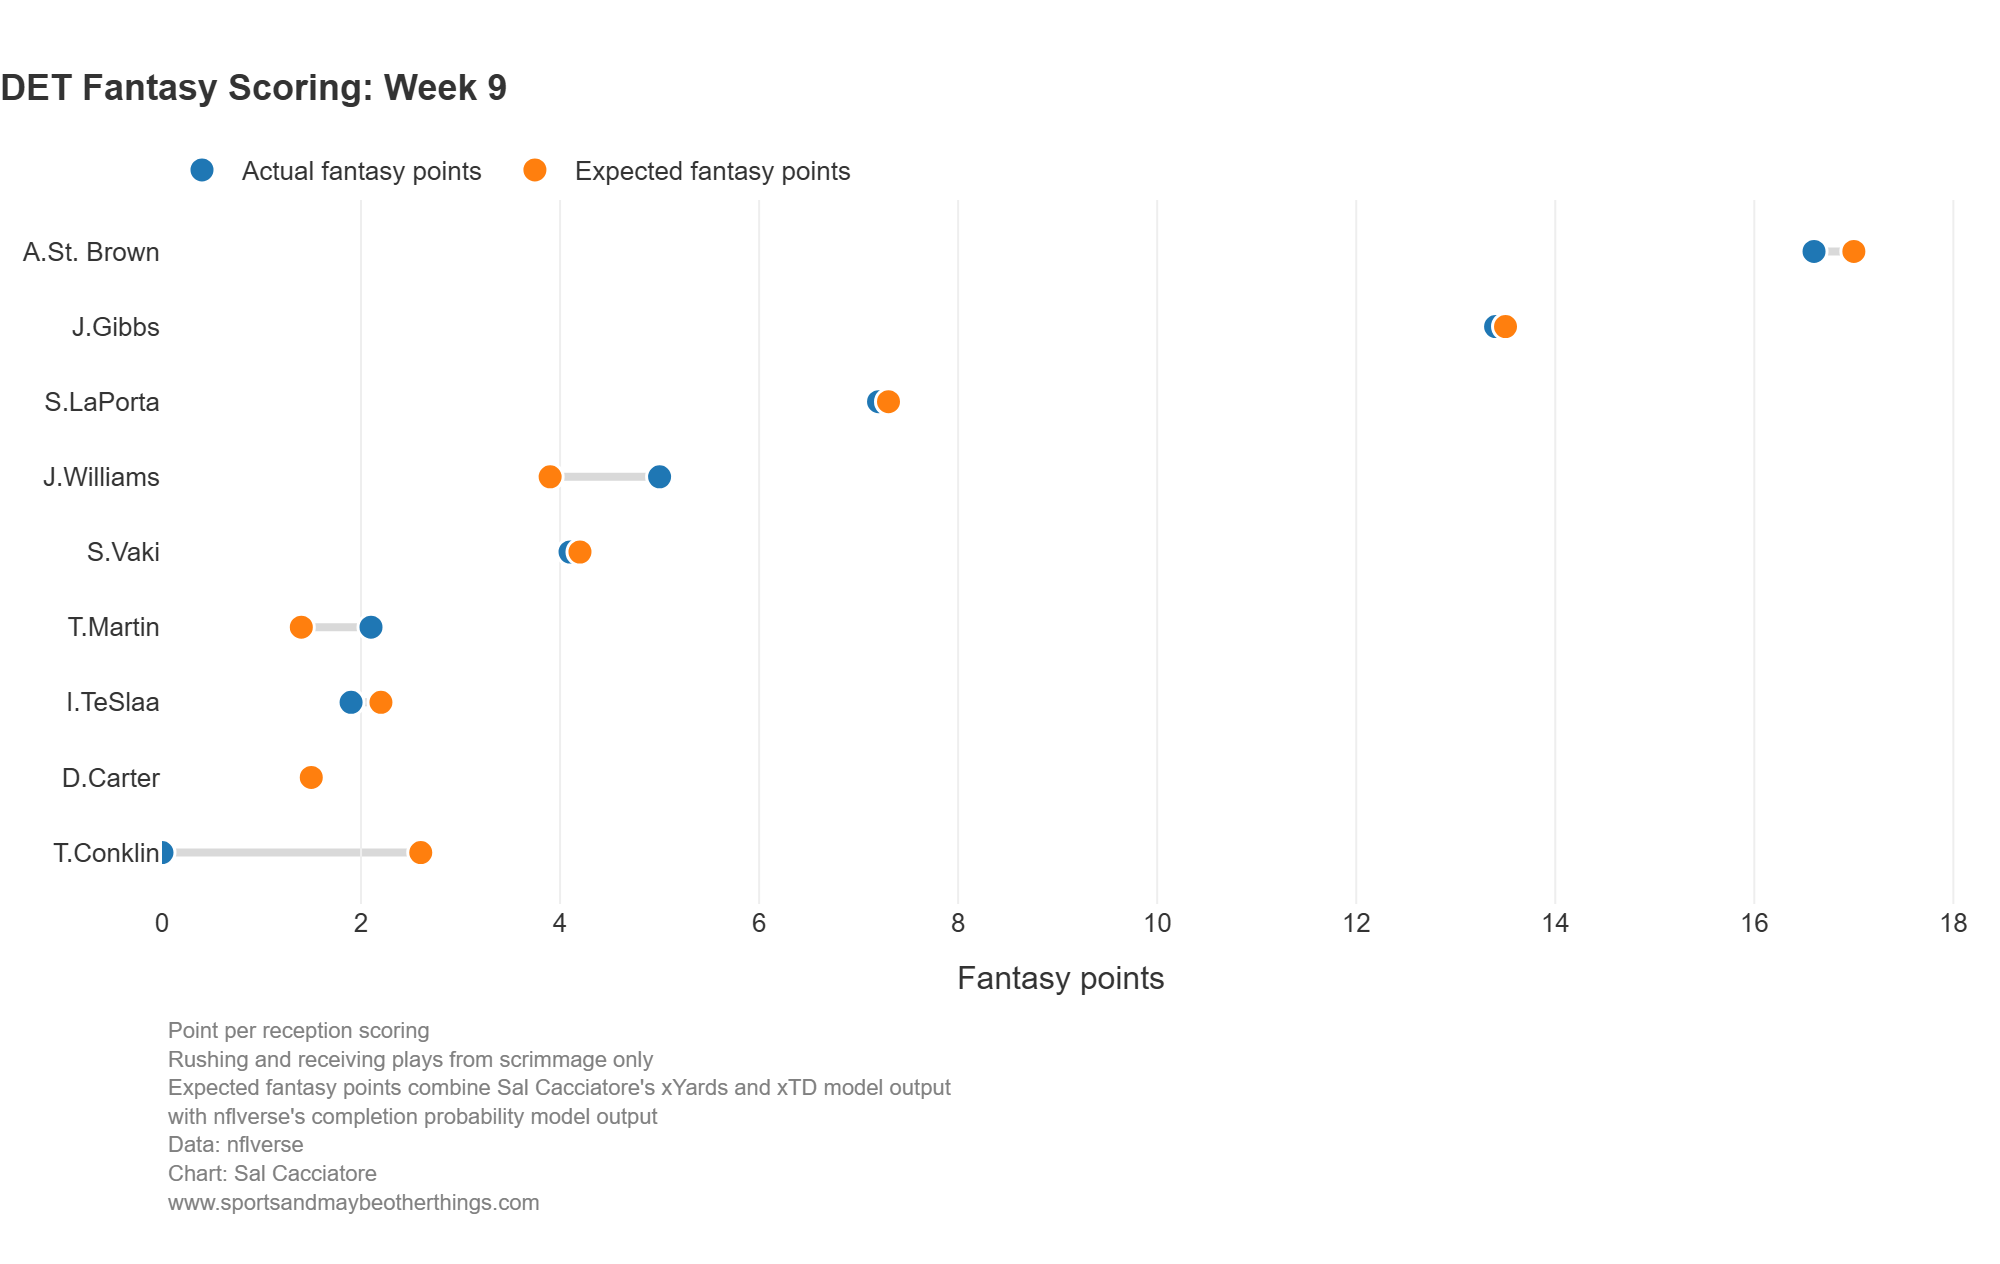 DET Fantasy Scoring: Week 9
Actual fantasy points
Expected fantasy points
A.St. Brown
J.Gibbs
S.LaPorta
J.Williams
S.Vaki
T.Martin
I.TeSlaa
D.Carter
T.Conklin
0 2 4 6 8 10 12 14 16 18
Fantasy points
Point per reception scoring
Rushing and receiving plays from scrimmage only
Expected fantasy points combine Sal Cacciatore's xYards and xTD model output
with nflverse's completion probability model output
Data: nflverse
Chart: Sal Cacciatore
www.sportsandmaybeotherthings.com